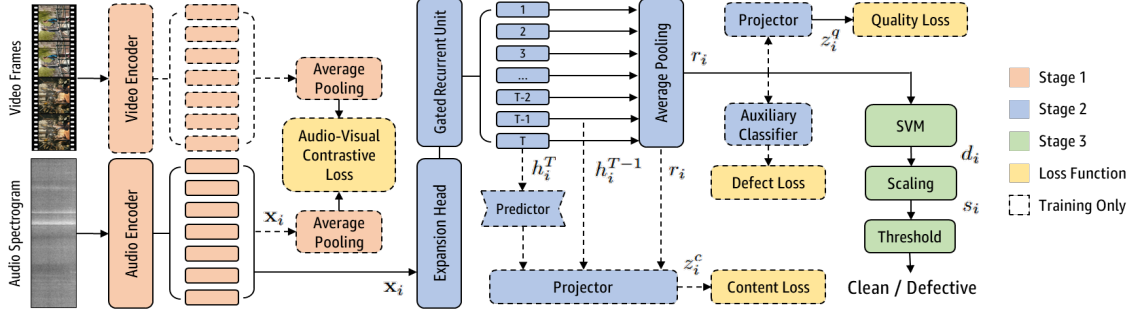 Video Frames
Audio Spectrogram
Video Encoder
Audio Encoder
Average
Pooling
Audio-Visual
Contrastive
Loss
Average
Pooling
𝐱ᵢ
𝐱ᵢ
Gated Recurrent Unit
Expansion Head
1
2
3
...
T-2
T-1
T
Average Pooling
h_i^T
h_i^{T-1}
r_i
Predictor
Projector
z_i^c
Content Loss
Projector
z_i^q
Quality Loss
r_i
Auxiliary
Classifier
Defect Loss
SVM
d_i
Scaling
s_i
Threshold
Clean / Defective
Stage 1
Stage 2
Stage 3
Loss Function
Training Only